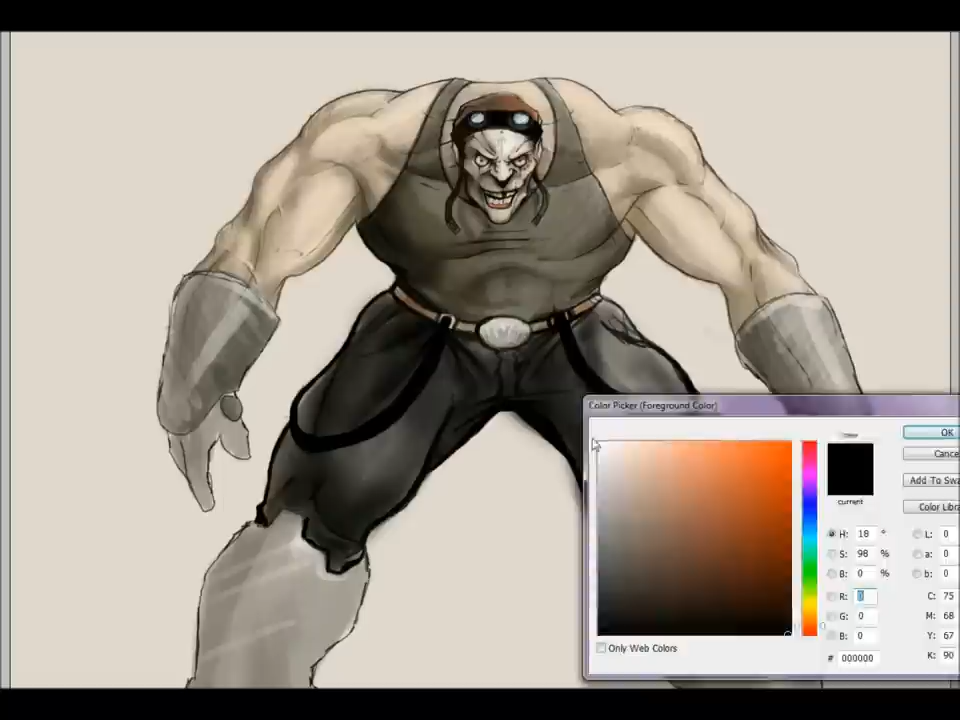 Color Picker (Foreground Color)
OK
Cance
Add To Swa
Color Libra
current
H: 18 °
S: 98 %
B: 0 %
R: 0
G: 0
B: 0
# 000000
L: 0
a: 0
b: 0
C: 75
M: 68
Y: 67
K: 90
Only Web Colors